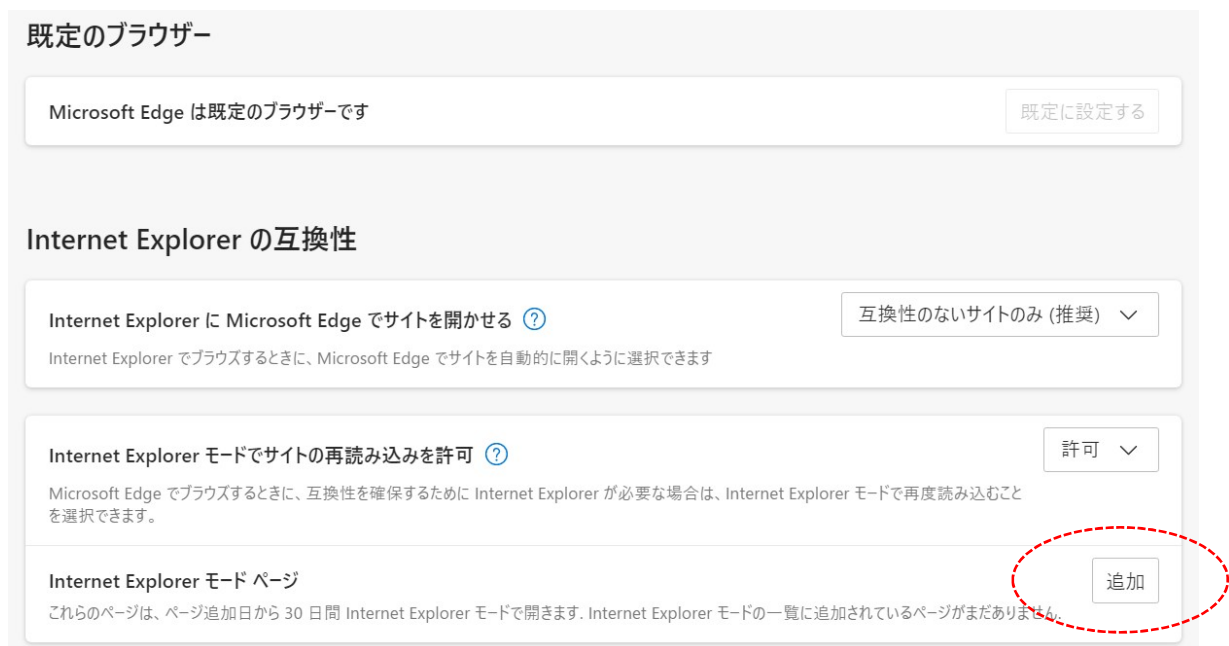 既定のブラウザー
Microsoft Edge は既定のブラウザーです
既定に設定する
Internet Explorer の互換性
Internet Explorer に Microsoft Edge でサイトを開かせる ?
互換性のないサイトのみ (推奨)
Internet Explorer でブラウズするときに、Microsoft Edge でサイトを自動的に開くように選択できます
Internet Explorer モードでサイトの再読み込みを許可 ?
許可
Microsoft Edge でブラウズするときに、互換性を確保するために Internet Explorer が必要な場合は、Internet Explorer モードで再度読み込むこと
を選択できます。
Internet Explorer モード ページ
追加
これらのページは、ページ追加日から 30 日間 Internet Explorer モードで開きます. Internet Explorer モードの一覧に追加されているページがまだありません.